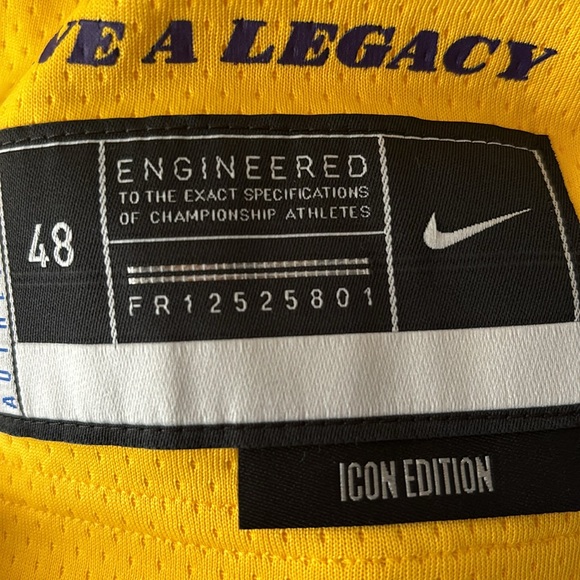 A LEGACY
48
ENGINEERED
TO THE EXACT SPECIFICATIONS
OF CHAMPIONSHIP ATHLETES
FR12525801
ICON EDITION